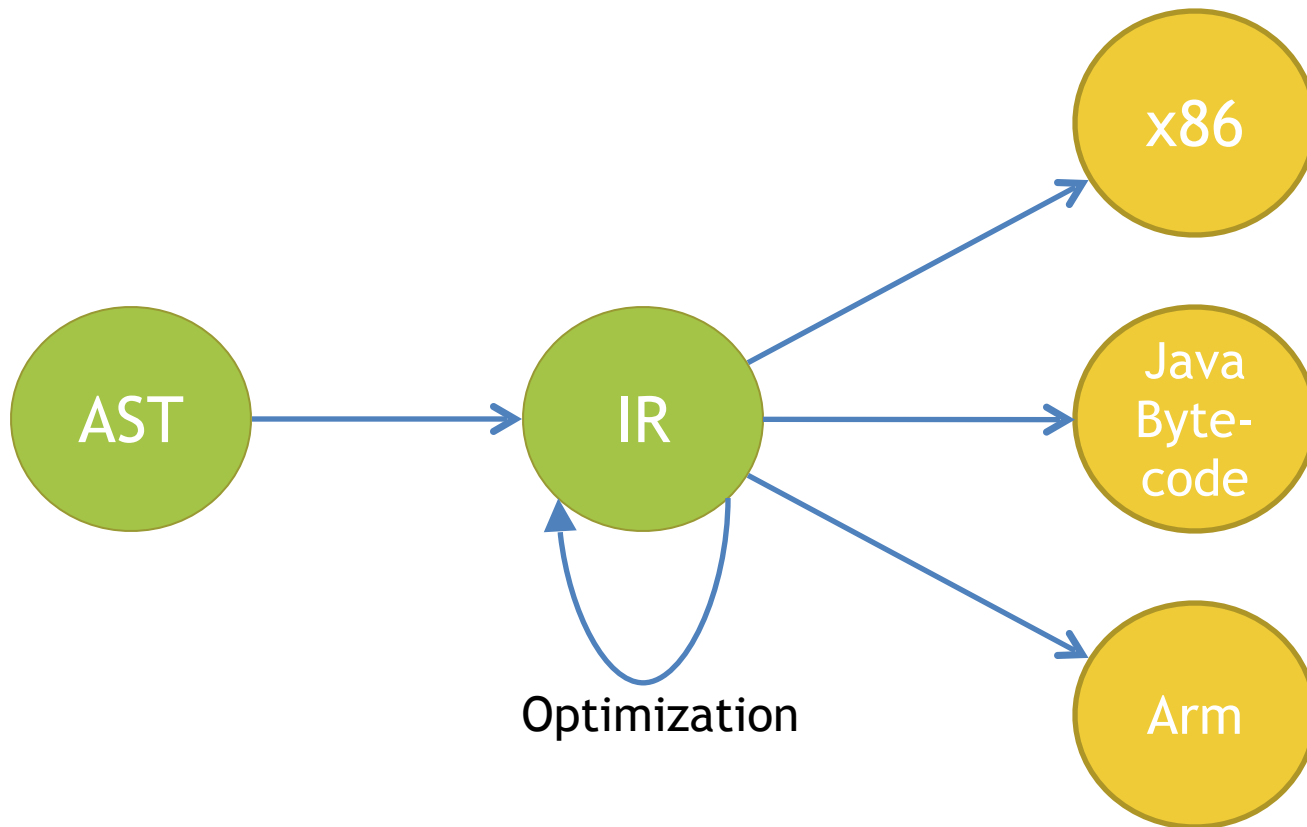 x86
AST
IR
Java
Byte-
code
Optimization
Arm